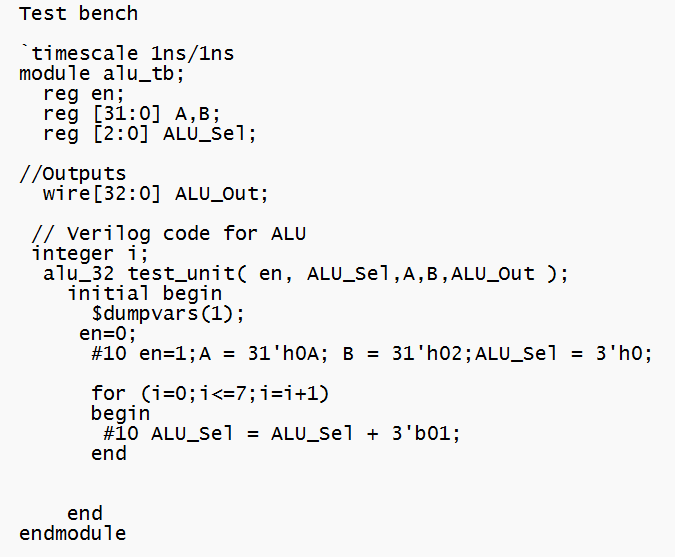 Test bench
`timescale 1ns/1ns
module alu_tb;
reg en;
reg [31:0] A,B;
reg [2:0] ALU_Sel;
//Outputs
wire[32:0] ALU_Out;
// Verilog code for ALU
integer i;
alu_32 test_unit( en, ALU_Sel,A,B,ALU_Out );
initial begin
$dumpvars(1);
en=0;
#10 en=1;A = 31'h0A; B = 31'h02;ALU_Sel = 3'h0;
for (i=0;i<=7;i=i+1)
begin
#10 ALU_Sel = ALU_Sel + 3'b01;
end
end
endmodule